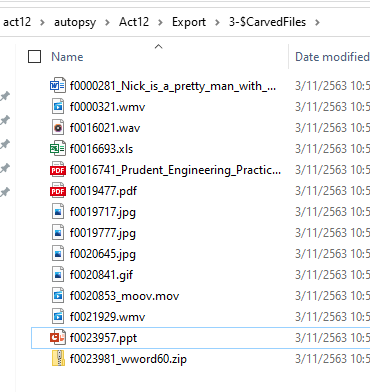 act12 > autopsy > Act12 > Export > 3-$CarvedFiles >
Name Date modified
f0000281_Nick_is_a_pretty_man_with_... 3/11/2563 10:5
f0000321.wmv 3/11/2563 10:5
f0016021.wav 3/11/2563 10:5
f0016693.xls 3/11/2563 10:5
f0016741_Prudent_Engineering_Practic... 3/11/2563 10:5
f0019477.pdf 3/11/2563 10:5
f0019717.jpg 3/11/2563 10:5
f0019777.jpg 3/11/2563 10:5
f0020645.jpg 3/11/2563 10:5
f0020841.gif 3/11/2563 10:5
f0020853_moov.mov 3/11/2563 10:5
f0021929.wmv 3/11/2563 10:5
f0023957.ppt 3/11/2563 10:5
f0023981_wword60.zip 3/11/2563 10:5